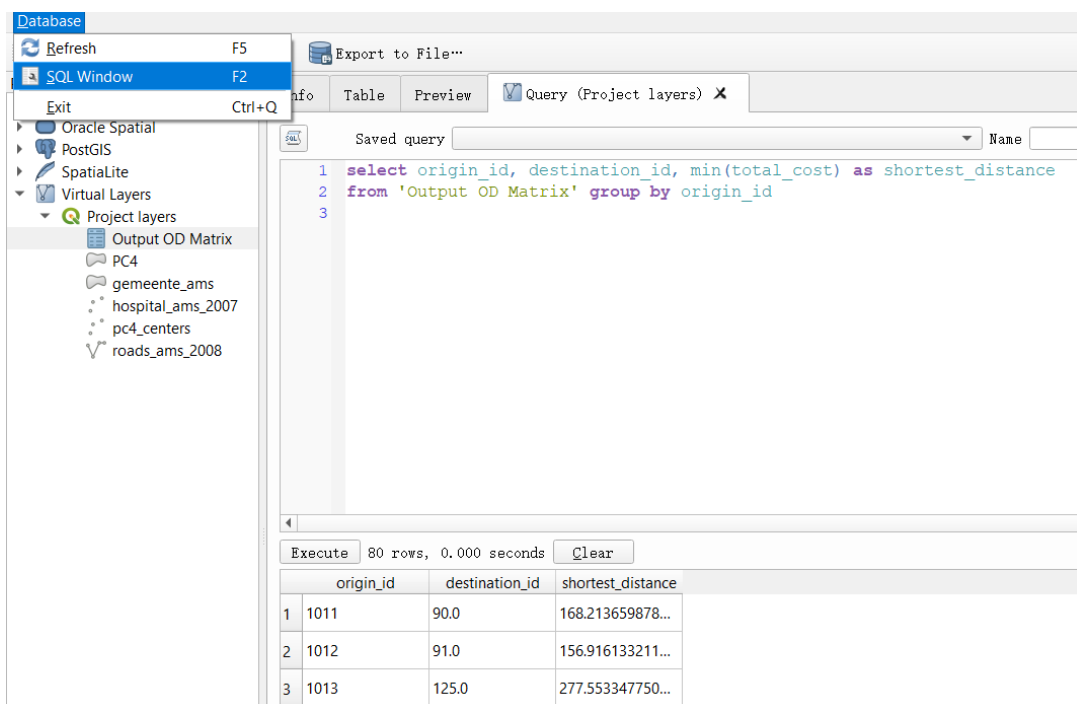 Database
Refresh F5
Export to File…
SQL Window F2
nfo Table Preview Query (Project layers) X
Exit Ctrl+Q
Oracle Spatial
SQL Saved query Name
PostGIS
SpatiaLite
Virtual Layers
Project layers
Output OD Matrix
PC4
gemeente_ams
hospital_ams_2007
pc4_centers
roads_ams_2008
1 select origin_id, destination_id, min(total_cost) as shortest_distance
2 from 'Output OD Matrix' group by origin_id
3
Execute 80 rows, 0.000 seconds Clear
origin_id destination_id shortest_distance
1 1011 90.0 168.213659878...
2 1012 91.0 156.916133211...
3 1013 125.0 277.553347750...